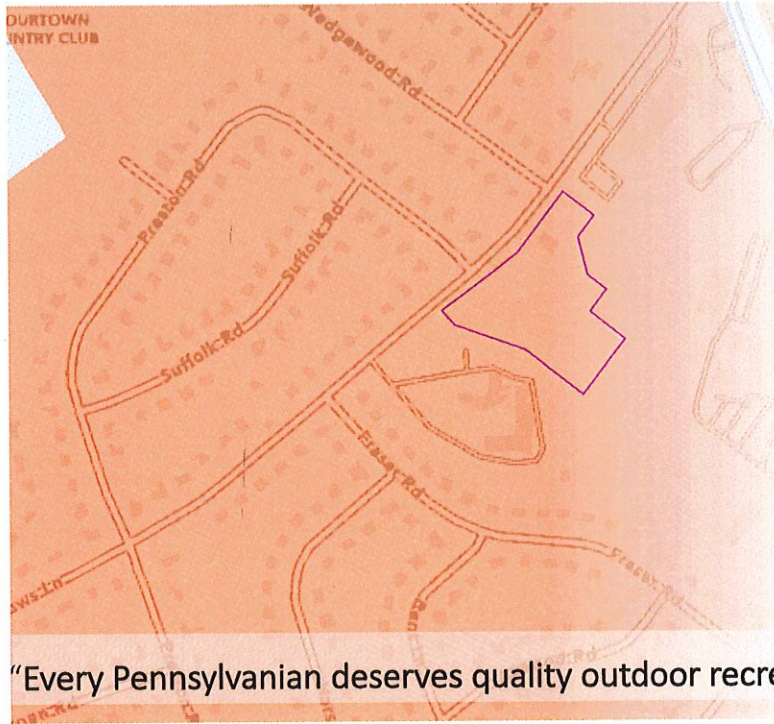 OURTOWN
INTRY CLUB
Wedgewood Rd
Preston Rd
Suffolk Rd
Suffolk Rd
Fraser Rd
Fraser Rd
ws Ln
“Every Pennsylvanian deserves quality outdoor recre